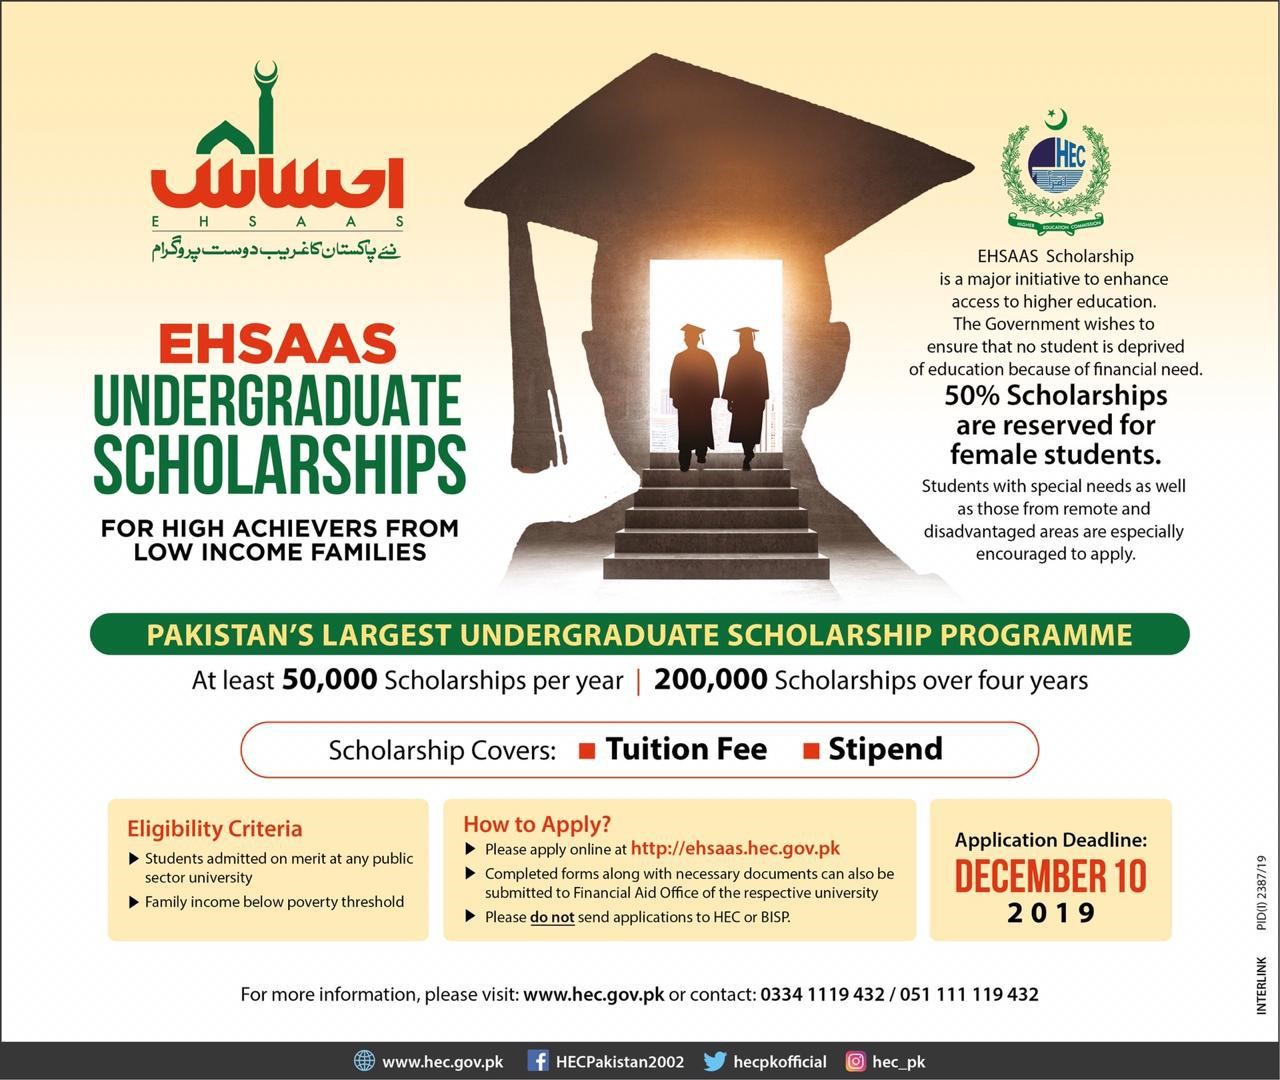 احساس
EHSAAS
نئے پاکستان کا غریب دوست پروگرام
EHSAAS
UNDERGRADUATE
SCHOLARSHIPS
FOR HIGH ACHIEVERS FROM
LOW INCOME FAMILIES
HEC
HIGHER EDUCATION COMMISSION
EHSAAS Scholarship
is a major initiative to enhance
access to higher education.
The Government wishes to
ensure that no student is deprived
of education because of financial need.
50% Scholarships
are reserved for
female students.
Students with special needs as well
as those from remote and
disadvantaged areas are especially
encouraged to apply.
PAKISTAN'S LARGEST UNDERGRADUATE SCHOLARSHIP PROGRAMME
At least 50,000 Scholarships per year | 200,000 Scholarships over four years
Scholarship Covers: ■ Tuition Fee ■ Stipend
Eligibility Criteria
Students admitted on merit at any public
sector university
Family income below poverty threshold
How to Apply?
Please apply online at http://ehsaas.hec.gov.pk
Completed forms along with necessary documents can also be
submitted to Financial Aid Office of the respective university
Please do not send applications to HEC or BISP.
Application Deadline:
DECEMBER 10
2019
For more information, please visit: www.hec.gov.pk or contact: 0334 1119 432 / 051 111 119 432
INTERLINK PID(I) 2387/19
www.hec.gov.pk HECPakistan2002 hecpkofficial hec_pk